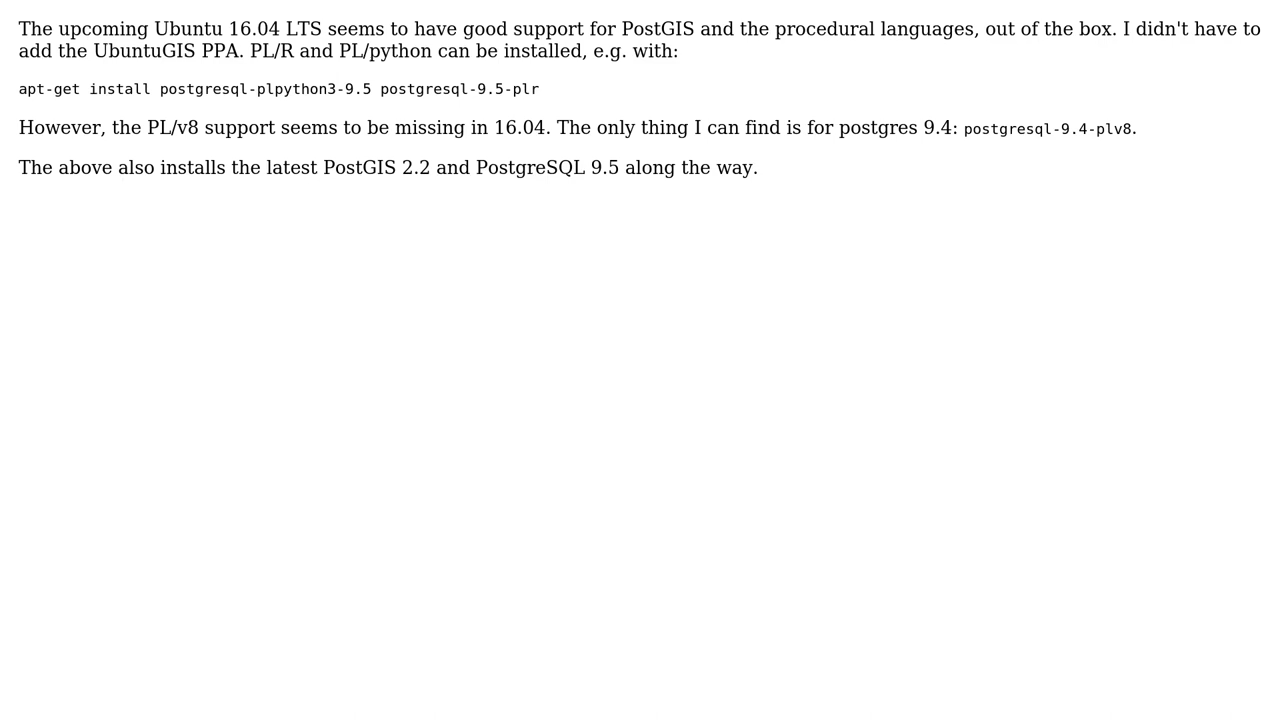 The upcoming Ubuntu 16.04 LTS seems to have good support for PostGIS and the procedural languages, out of the box. I didn't have to
add the UbuntuGIS PPA. PL/R and PL/python can be installed, e.g. with:
apt-get install postgresql-plpython3-9.5 postgresql-9.5-plr
However, the PL/v8 support seems to be missing in 16.04. The only thing I can find is for postgres 9.4: postgresql-9.4-plv8.
The above also installs the latest PostGIS 2.2 and PostgreSQL 9.5 along the way.